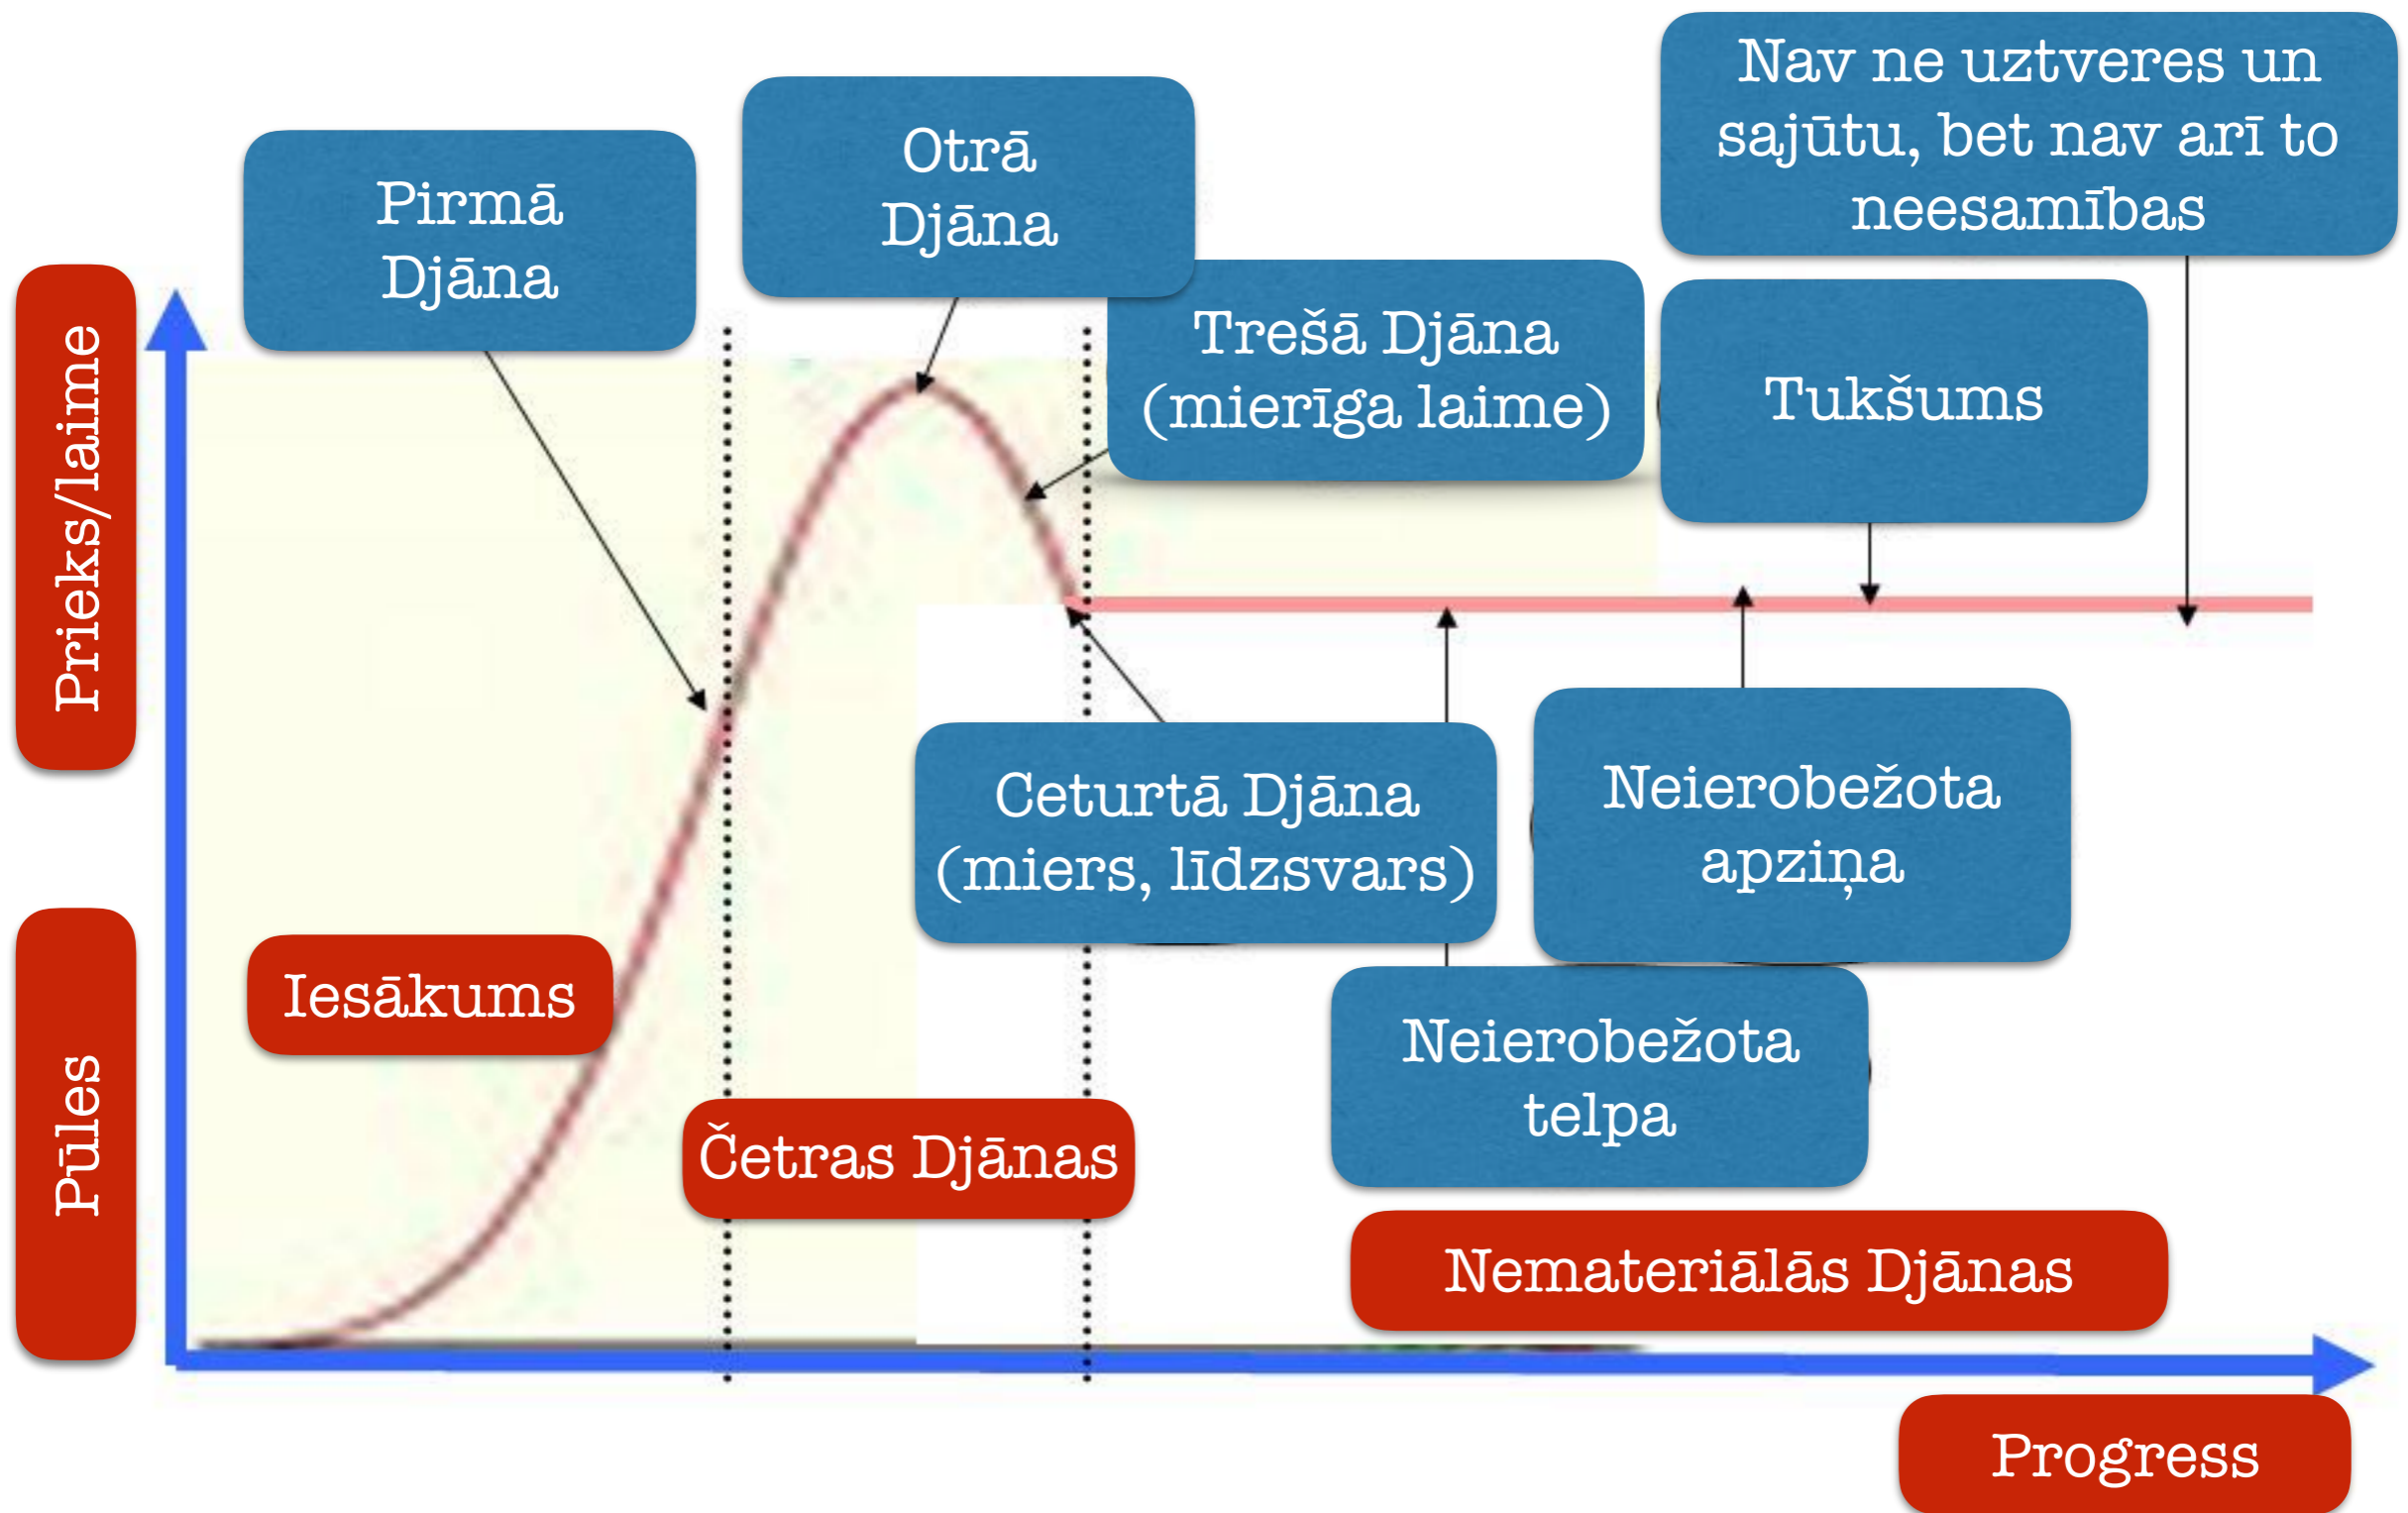 Nav ne uztveres un
sajūtu, bet nav arī to
neesamības
Otrā
Djāna
Pirmā
Djāna
Trešā Djāna
(mierīga laime)
Tukšums
Prieks/laime
Ceturtā Djāna
(miers, līdzsvars)
Neierobežota
apziņa
Iesākums
Pūles
Neierobežota
telpa
Četras Djānas
Nemateriālās Djānas
Progress